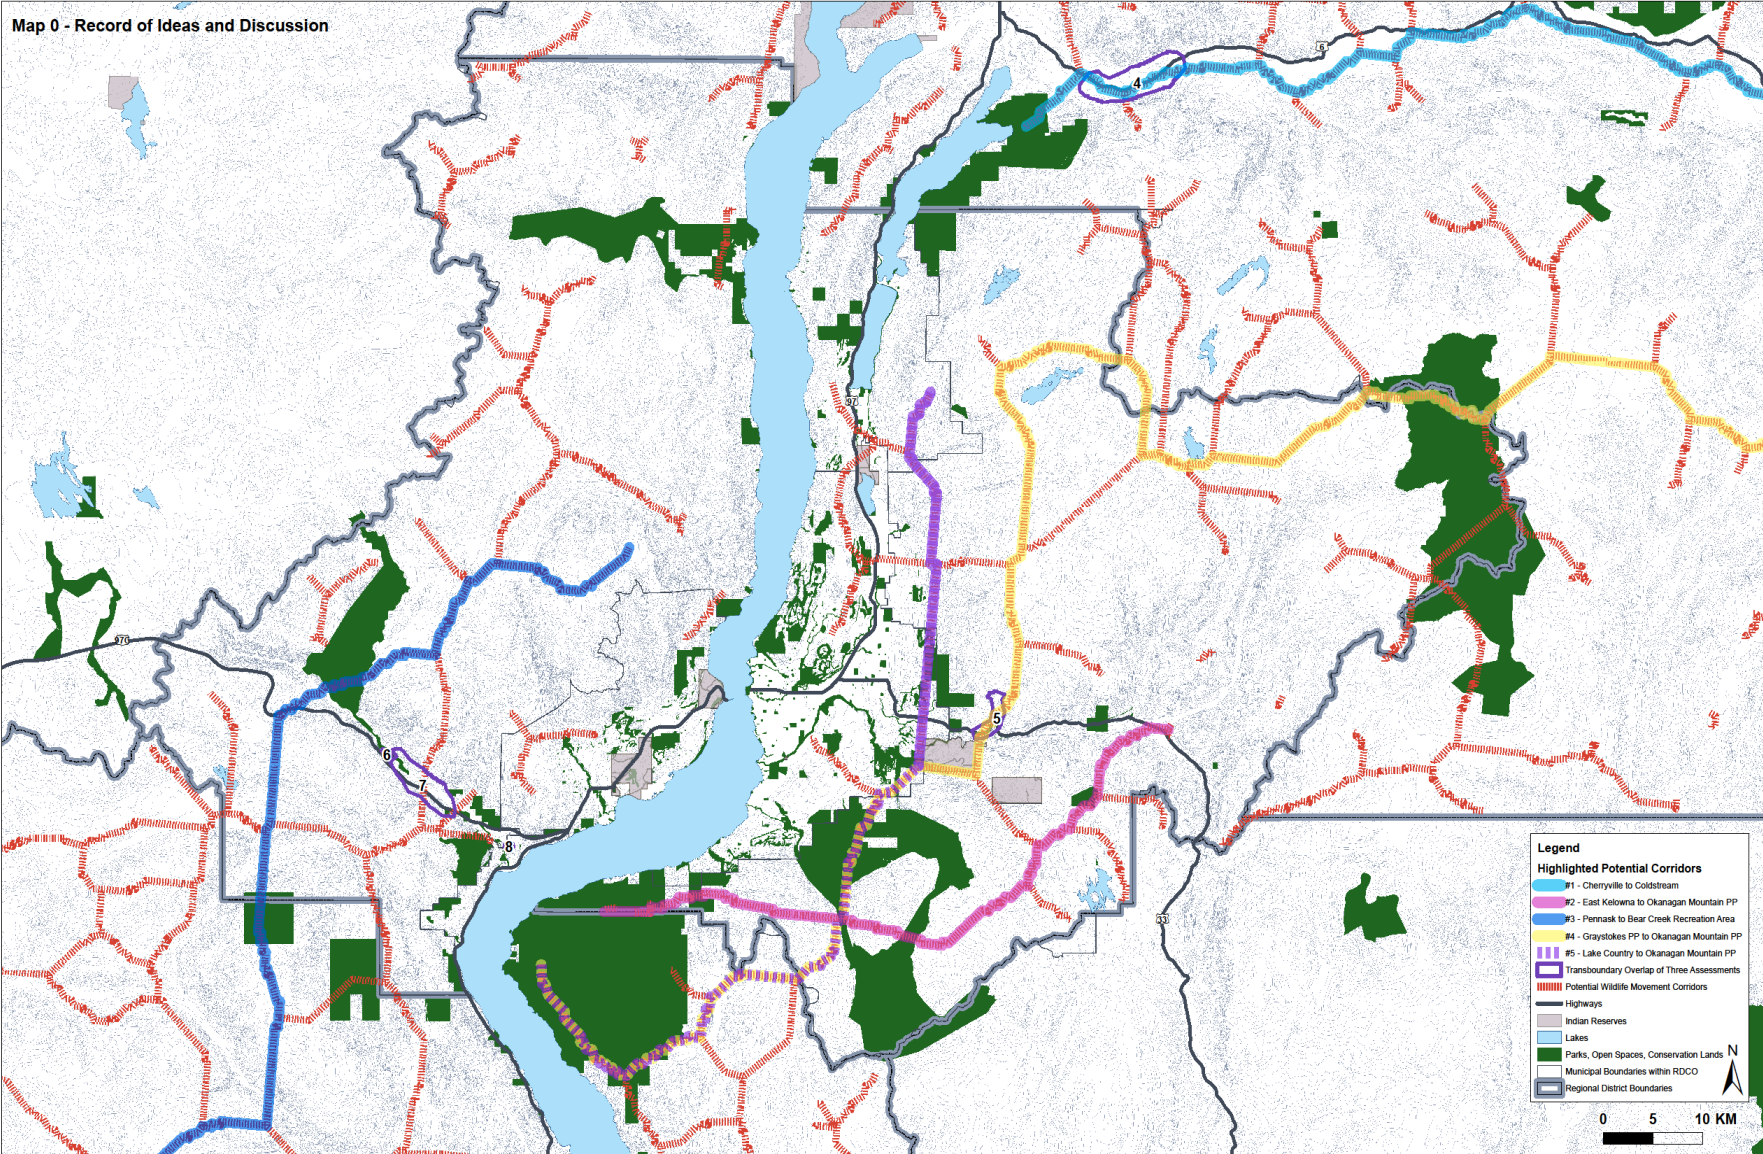 Map 0 - Record of Ideas and Discussion
6
4
97
97C
5
6
7
8
33
Legend
Highlighted Potential Corridors
#1 - Cherryville to Coldstream
#2 - East Kelowna to Okanagan Mountain PP
#3 - Pennask to Bear Creek Recreation Area
#4 - Graystokes PP to Okanagan Mountain PP
#5 - Lake Country to Okanagan Mountain PP
Transboundary Overlap of Three Assessments
Potential Wildlife Movement Corridors
Highways
Indian Reserves
Lakes
Parks, Open Spaces, Conservation Lands
Municipal Boundaries within RDCO
Regional District Boundaries
N
0 5 10 KM